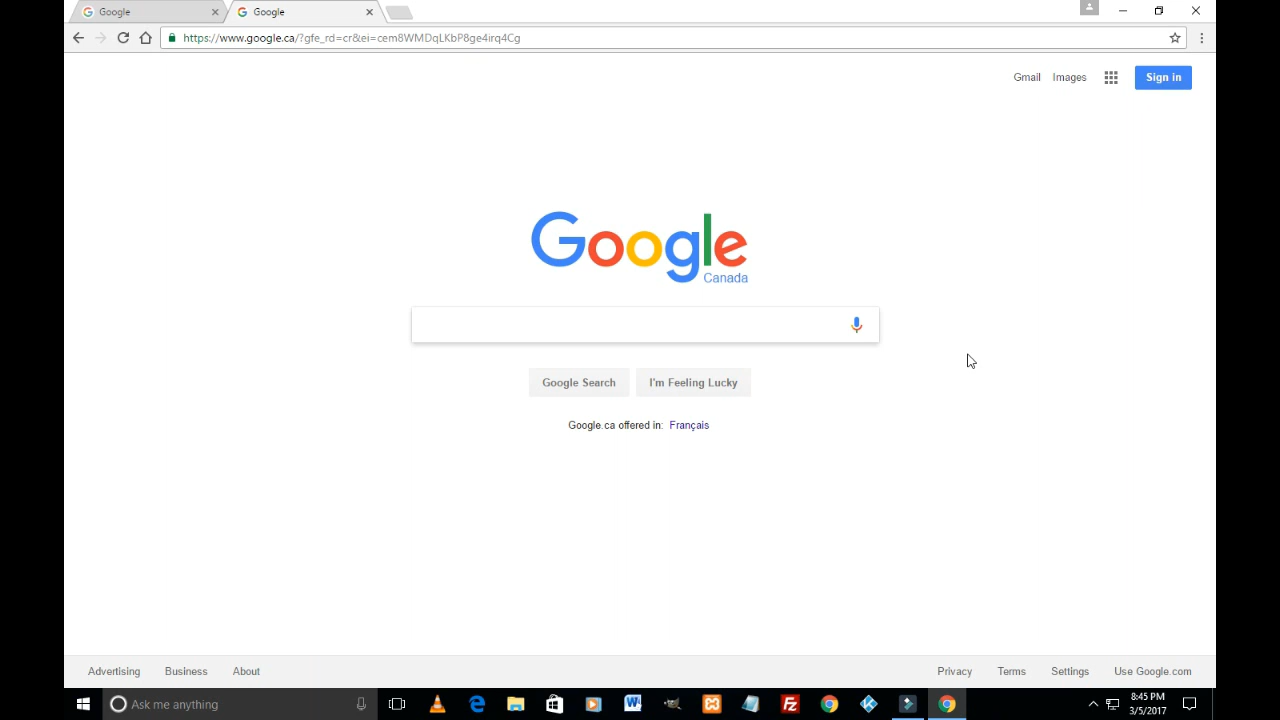 Google
Google
https://www.google.ca/?gfe_rd=cr&ei=cem8WMDqLKbP8ge4irq4Cg
Gmail Images Sign in
Google
Canada
Google Search I'm Feeling Lucky
Google.ca offered in: Français
Advertising Business About Privacy Terms Settings Use Google.com
Ask me anything
8:45 PM
3/5/2017